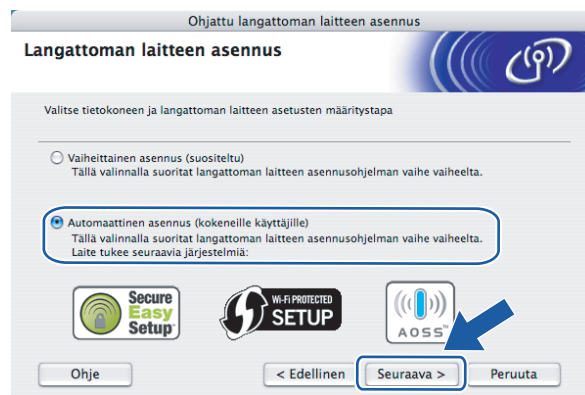 Ohjattu langattoman laitteen asennus
Langattoman laitteen asennus
Valitse tietokoneen ja langattoman laitteen asetusten määritystapa
Vaiheittainen asennus (suositeltu)
Tällä valinnalla suoritat langattoman laitteen asennusohjelman vaihe vaiheelta.
Automaattinen asennus (kokeneille käyttäjille)
Tällä valinnalla suoritat langattoman laitteen asennusohjelman vaihe vaiheelta.
Laite tukee seuraavia järjestelmiä:
Secure
Easy
Setup
Wi-Fi PROTECTED
SETUP
AOSS™
Ohje
< Edellinen
Seuraava >
Peruuta